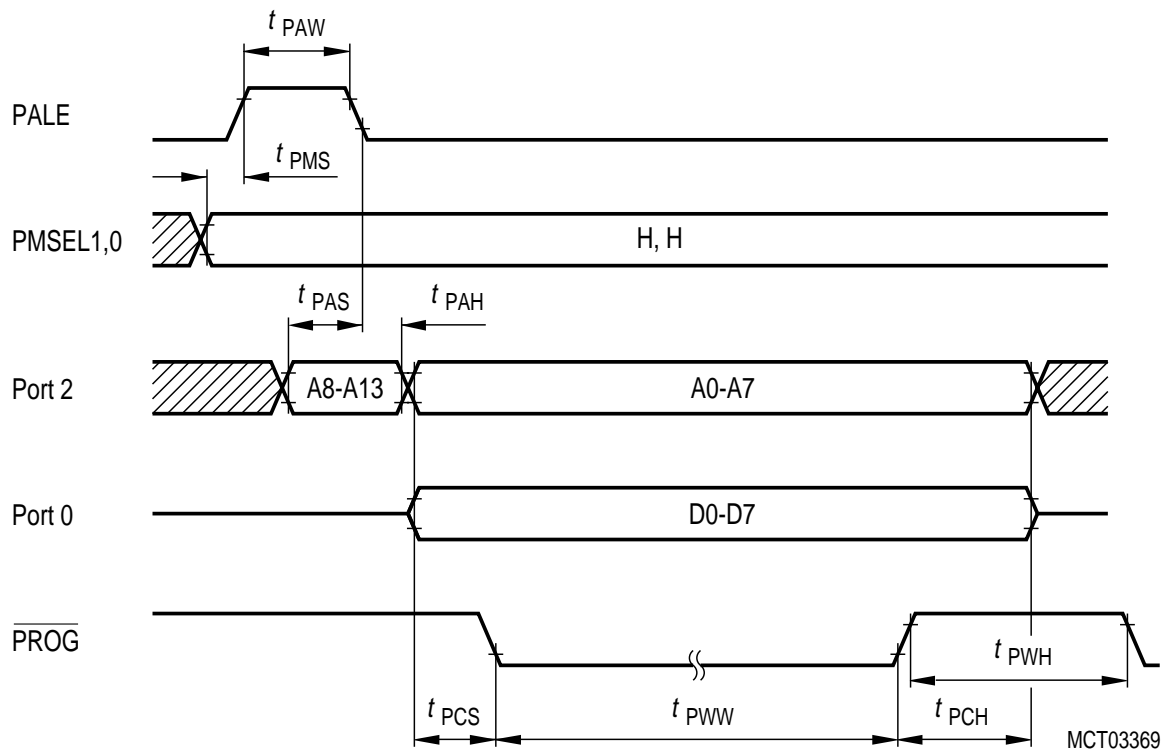 t PAW
PALE
t PMS
PMSEL1,0
H, H
t PAS
t PAH
Port 2
A8-A13
A0-A7
Port 0
D0-D7
PROG
t PWH
t PCS
t PWW
t PCH
MCT03369